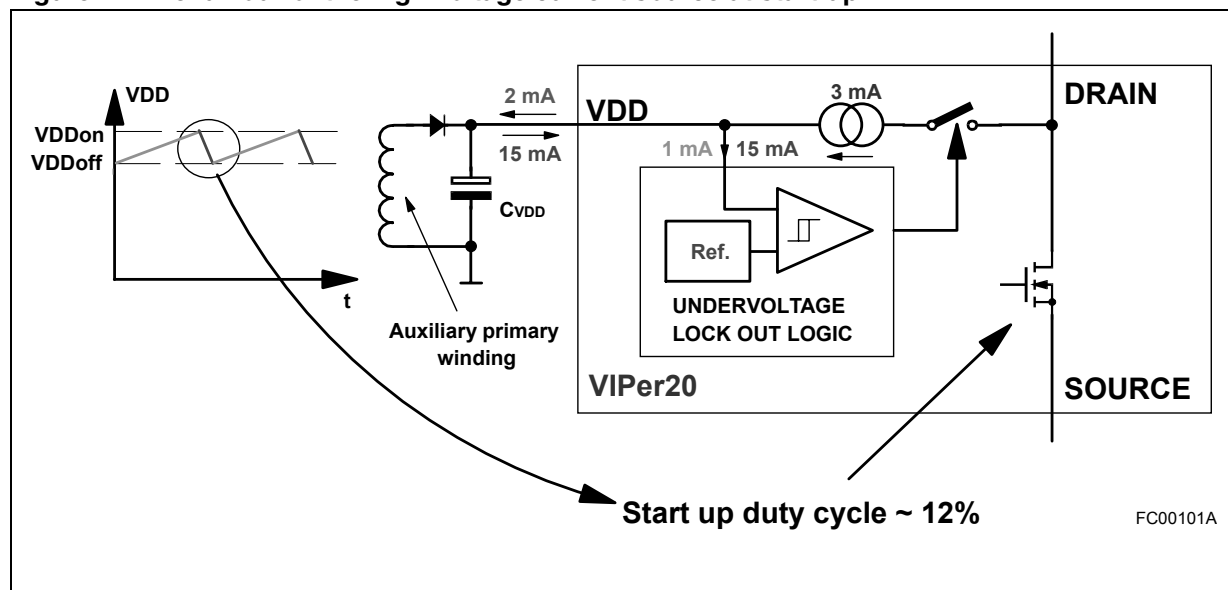 VDD
VDDon
VDDoff
t
2 mA
15 mA
CVDD
Auxiliary primary
winding
VDD
3 mA
DRAIN
1 mA 15 mA
Ref.
UNDERVOLTAGE
LOCK OUT LOGIC
VIPer20
SOURCE
Start up duty cycle ~ 12%
FC00101A